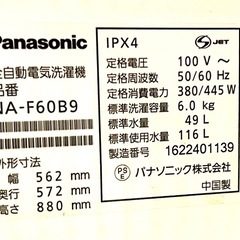 Panasonic
全自動電気洗濯機
品番
NA-F60B9
外形寸法
幅 562 mm
奥行 572 mm
高さ 880 mm
IPX4
JET
定格電圧 100 V～
定格周波数 50/60 Hz
定格消費電力 380/445 W
標準洗濯容量 6.0 kg
標準水量 49 L
標準使用水量 116 L
製造番号 1622401139
PSE
パナソニック株式会社
中国製